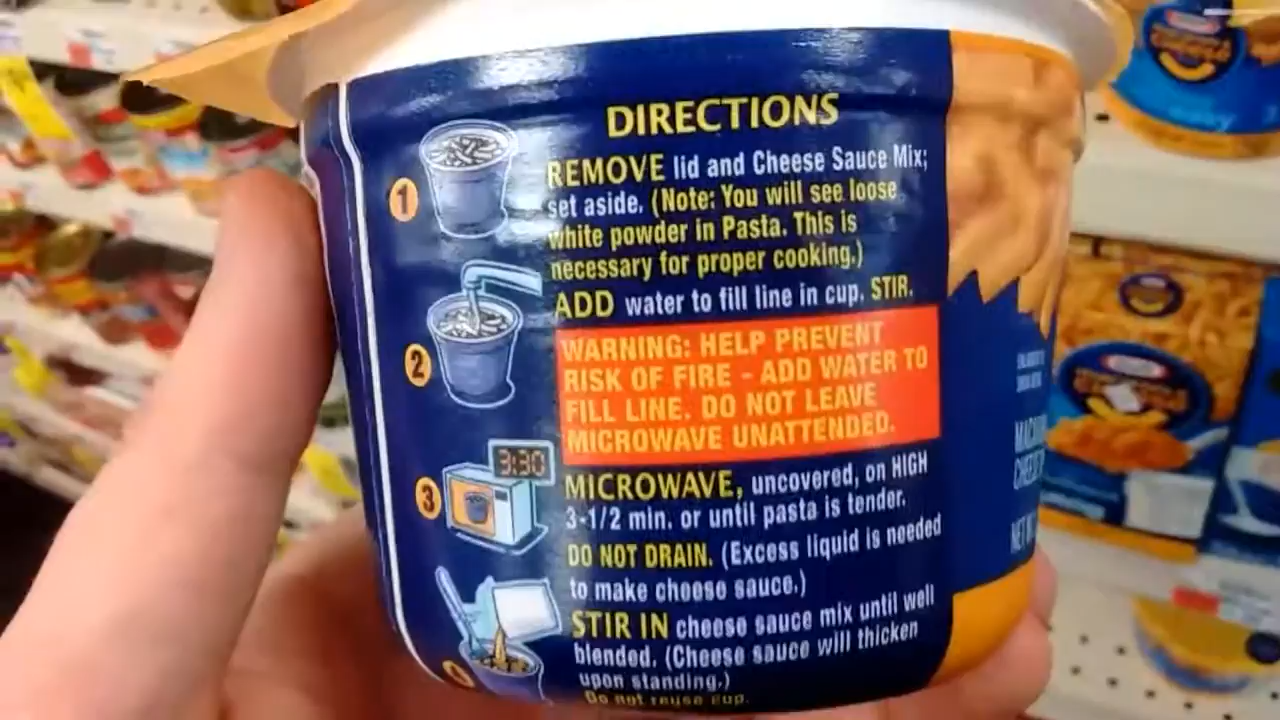 DIRECTIONS
1
REMOVE lid and Cheese Sauce Mix;
set aside. (Note: You will see loose
white powder in Pasta. This is
necessary for proper cooking.)
2
ADD water to fill line in cup. STIR.
WARNING: HELP PREVENT
RISK OF FIRE - ADD WATER TO
FILL LINE. DO NOT LEAVE
MICROWAVE UNATTENDED.
3:30
3
MICROWAVE, uncovered, on HIGH
3-1/2 min. or until pasta is tender.
DO NOT DRAIN. (Excess liquid is needed
to make cheese sauce.)
STIR IN cheese sauce mix until well
blended. (Cheese sauce will thicken
upon standing.)
Do not reuse cup.
NET